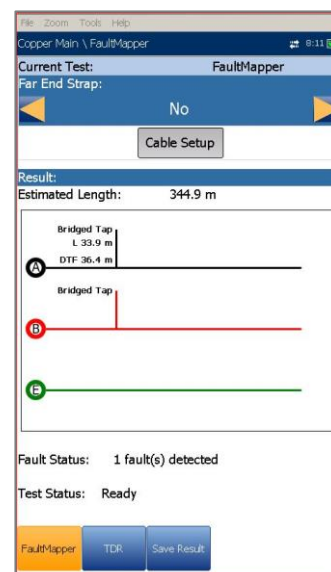 File Zoom Tools Help
Copper Main \ FaultMapper 8:11
Current Test: FaultMapper
Far End Strap:
No
Cable Setup
Result:
Estimated Length: 344.9 m
Bridged Tap
L 33.9 m
DTF 36.4 m
A
Bridged Tap
B
E
Fault Status: 1 fault(s) detected
Test Status: Ready
FaultMapper TDR Save Result